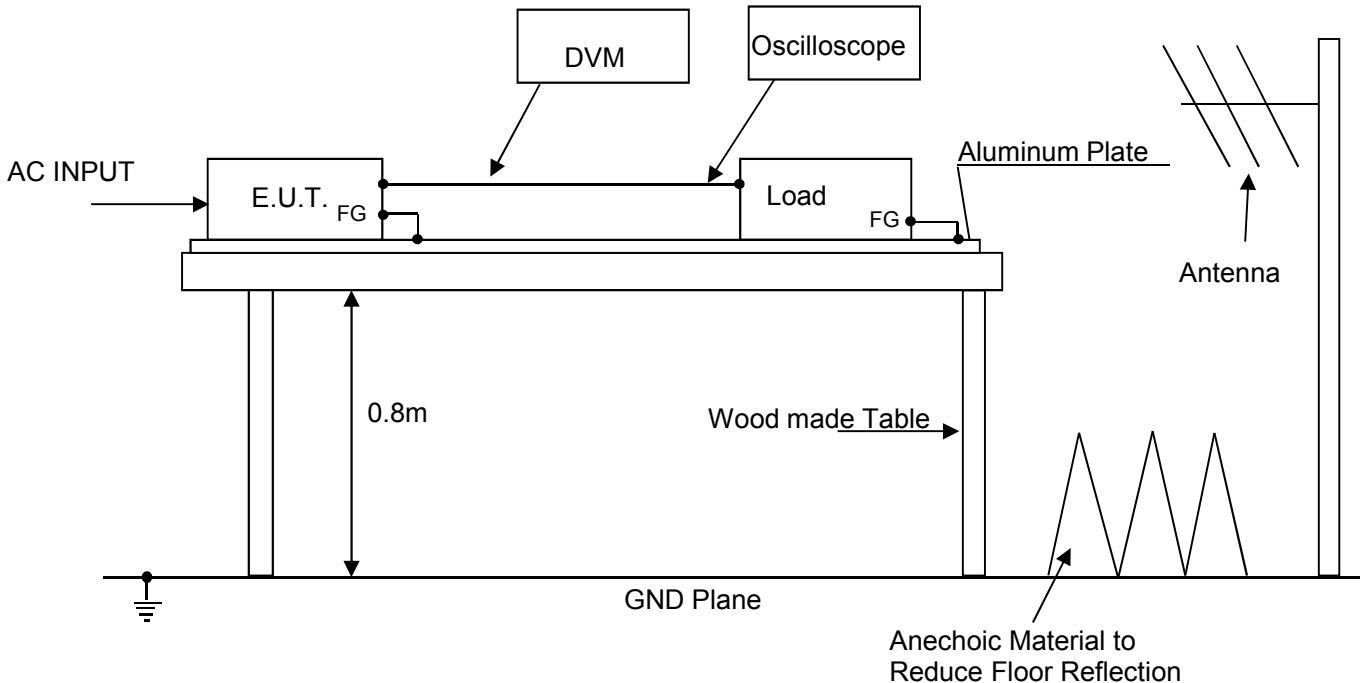 DVM
Oscilloscope
AC INPUT
E.U.T.
FG
Load
FG
Aluminum Plate
Antenna
0.8m
Wood made Table
GND Plane
Anechoic Material to
Reduce Floor Reflection